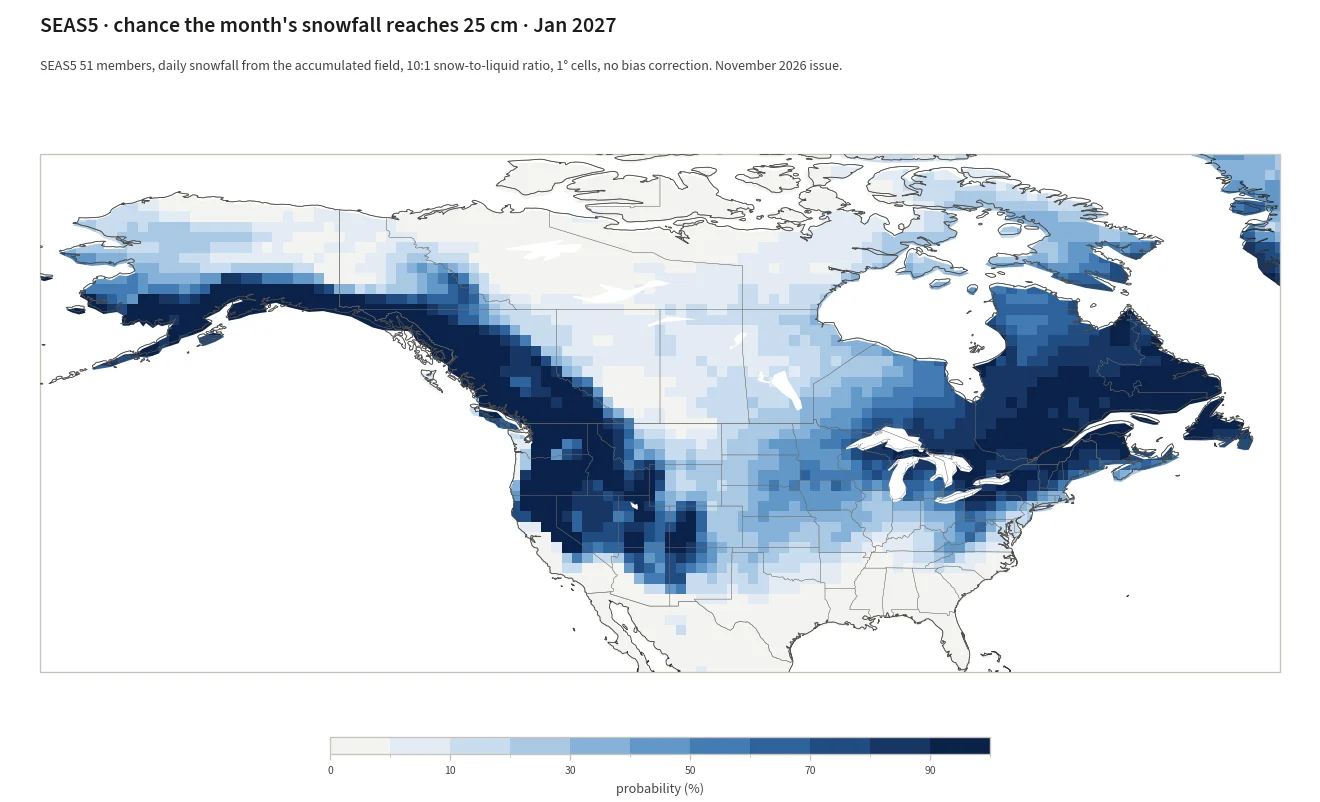 SEAS5 · chance the month's snowfall reaches 25 cm · Jan 2027
SEAS5 51 members, daily snowfall from the accumulated field, 10:1 snow-to-liquid ratio, 1° cells, no bias correction. November 2026 issue.
0 10 30 50 70 90
probability (%)